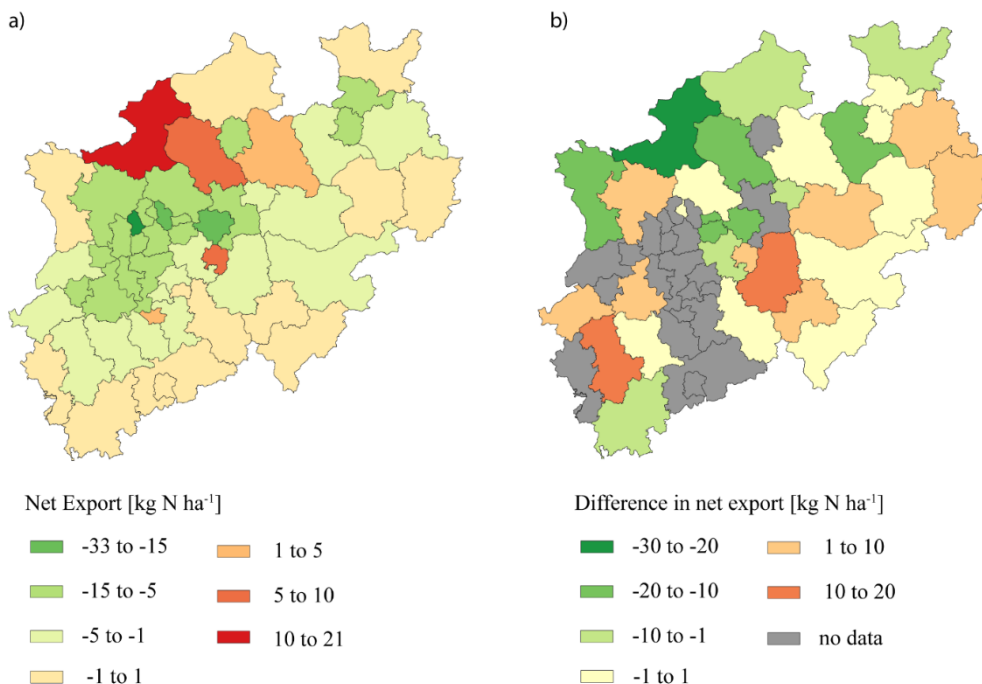 a)
b)
Net Export [kg N ha⁻¹]
-33 to -15
1 to 5
-15 to -5
5 to 10
-5 to -1
10 to 21
-1 to 1
Difference in net export [kg N ha⁻¹]
-30 to -20
1 to 10
-20 to -10
10 to 20
-10 to -1
no data
-1 to 1